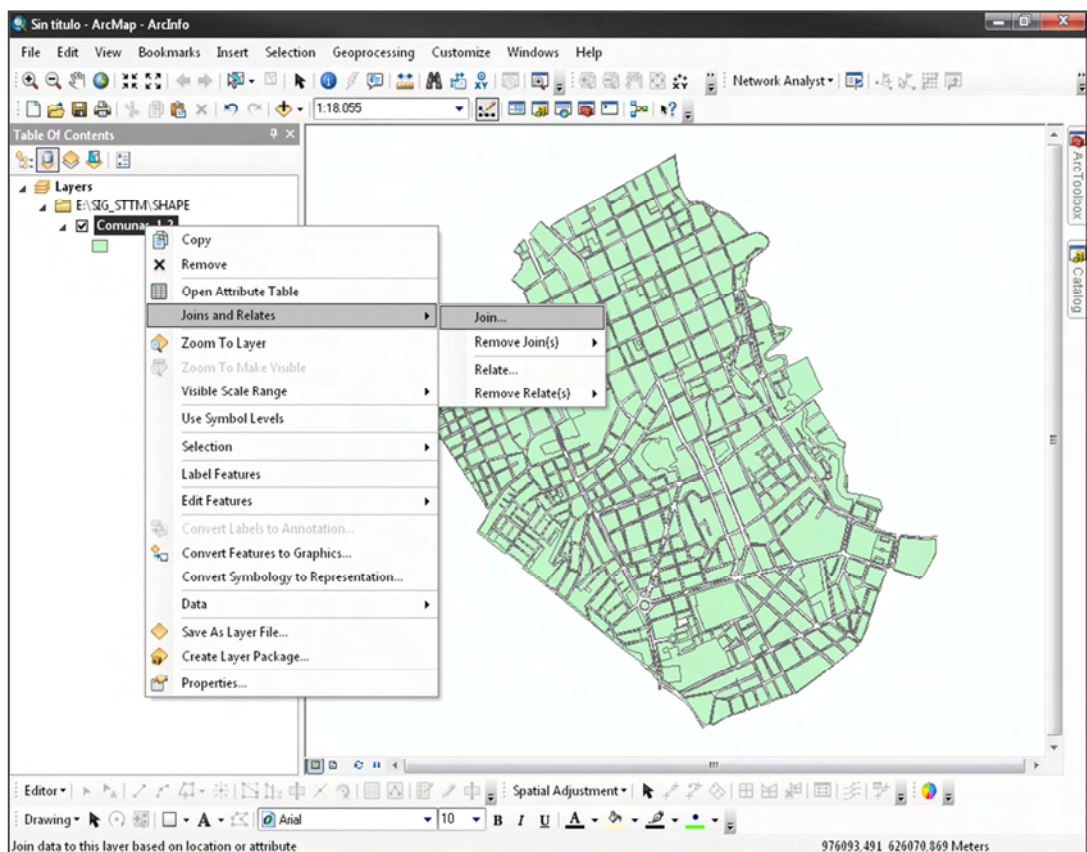 Sin titulo - ArcMap - ArcInfo
File Edit View Bookmarks Insert Selection Geoprocessing Customize Windows Help
Network Analyst
1:18.055
Table Of Contents
Layers
E:\SIG_STTM\SHAPE
Copy
Remove
Open Attribute Table
Joins and Relates
Join...
Zoom To Layer
Remove Join(s)
Zoom To Make Visible
Relate...
Visible Scale Range
Remove Relate(s)
Use Symbol Levels
Selection
Label Features
Edit Features
Convert Labels to Annotation...
Convert Features to Graphics...
Convert Symbology to Representation...
Data
Save As Layer File...
Create Layer Package...
Properties...
ArcToolbox
Catalog
Editor Spatial Adjustment
Drawing A Arial 10 B I U A
Join data to this layer based on location or attribute 976093,491 626070,869 Meters